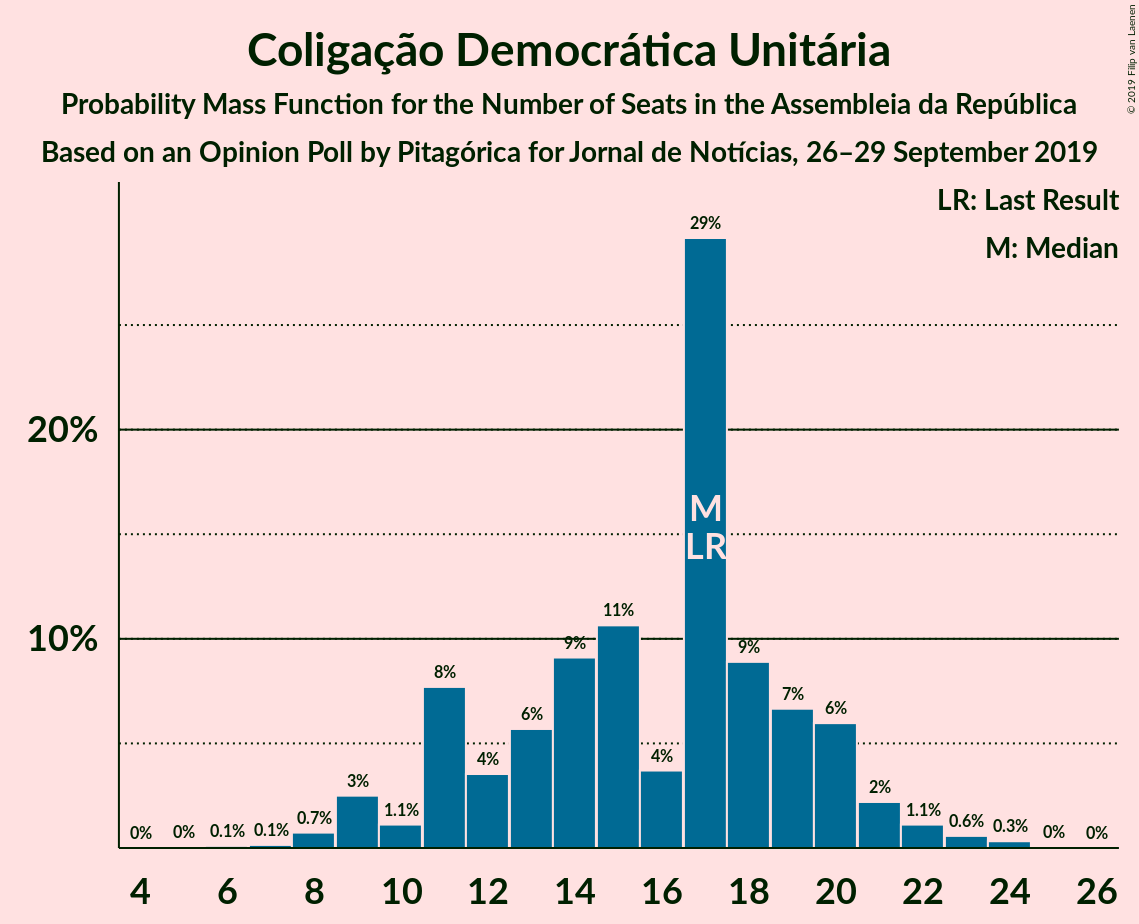 Coligação Democrática Unitária
Probability Mass Function for the Number of Seats in the Assembleia da República
Based on an Opinion Poll by Pitagórica for Jornal de Notícias, 26–29 September 2019
© 2019 Filip van Laenen
LR: Last Result
M: Median
20%
10%
0% 0% 0.1% 0.1% 0.7% 3% 1.1% 8% 4% 6% 9% 11% 4% 29% 9% 7% 6% 2% 1.1% 0.6% 0.3% 0% 0%
M
LR
4 6 8 10 12 14 16 18 20 22 24 26